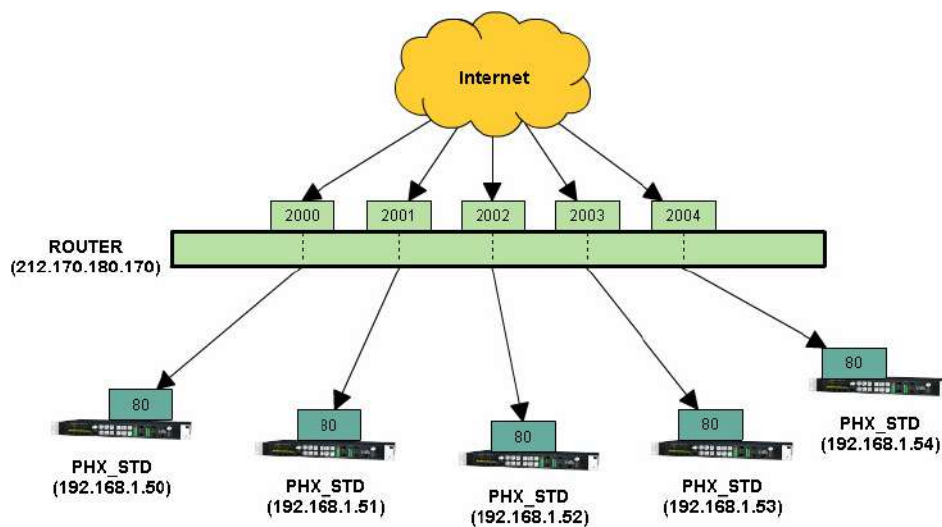 Internet
2000
2001
2002
2003
2004
ROUTER
(212.170.180.170)
80
PHX_STD
(192.168.1.50)
80
PHX_STD
(192.168.1.51)
80
PHX_STD
(192.168.1.52)
80
PHX_STD
(192.168.1.53)
80
PHX_STD
(192.168.1.54)